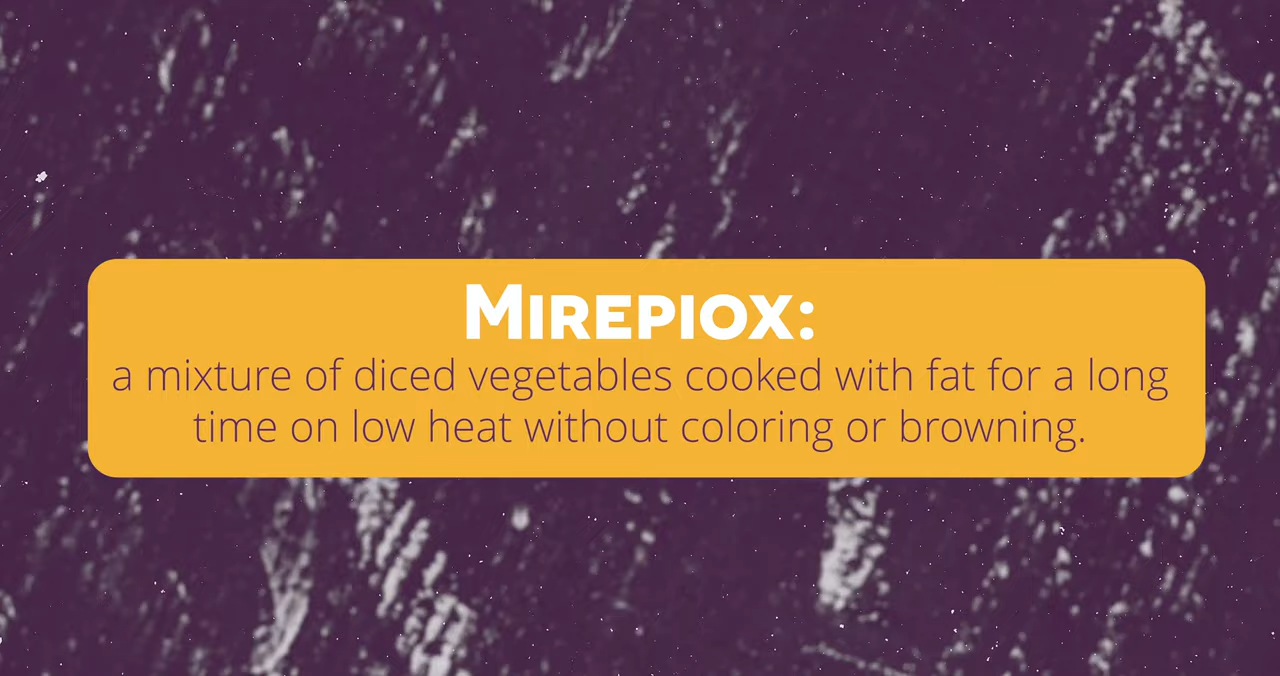 Mirepiox:
a mixture of diced vegetables cooked with fat for a long
time on low heat without coloring or browning.